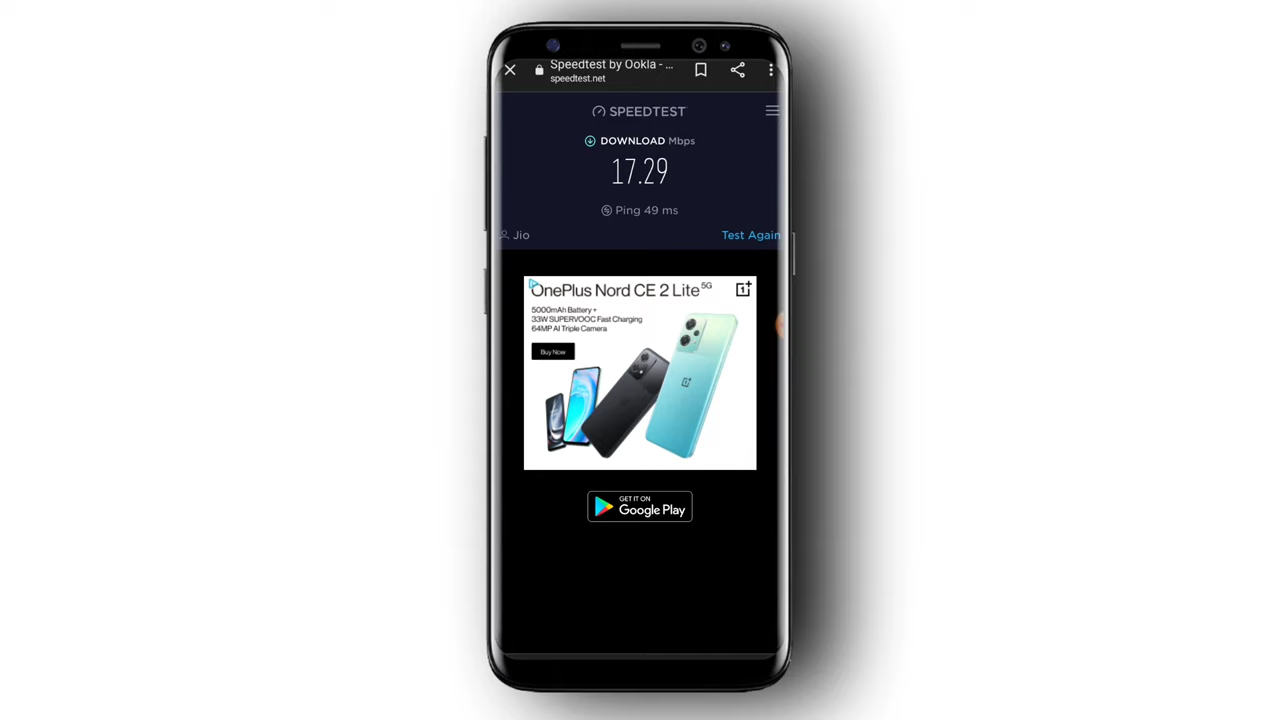 Speedtest by Ookla - ...
speedtest.net
SPEEDTEST
DOWNLOAD Mbps
17.29
Ping 49 ms
Jio
Test Again
OnePlus Nord CE 2 Lite 5G
5000mAh Battery +
33W SUPERVOOC Fast Charging
64MP AI Triple Camera
Buy Now
GET IT ON
Google Play